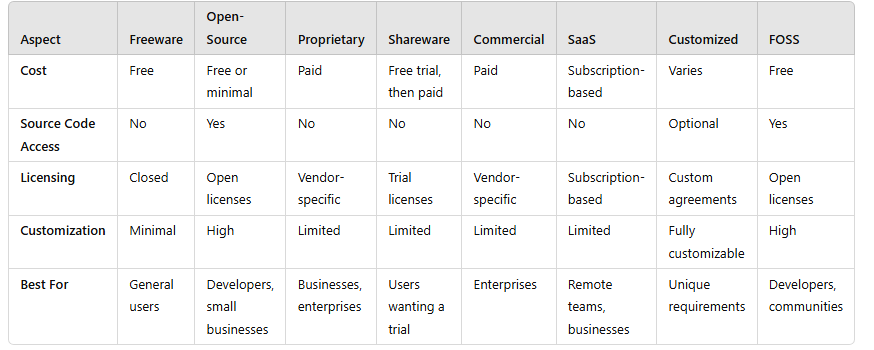 Aspect Freeware Open-Source Proprietary Shareware Commercial SaaS Customized FOSS
Cost Free Free or minimal Paid Free trial, then paid Paid Subscription-based Varies Free
Source Code Access No Yes No No No No Optional Yes
Licensing Closed Open licenses Vendor-specific Trial licenses Vendor-specific Subscription-based Custom agreements Open licenses
Customization Minimal High Limited Limited Limited Limited Fully customizable High
Best For General users Developers, small businesses Businesses, enterprises Users wanting a trial Enterprises Remote teams, businesses Unique requirements Developers, communities